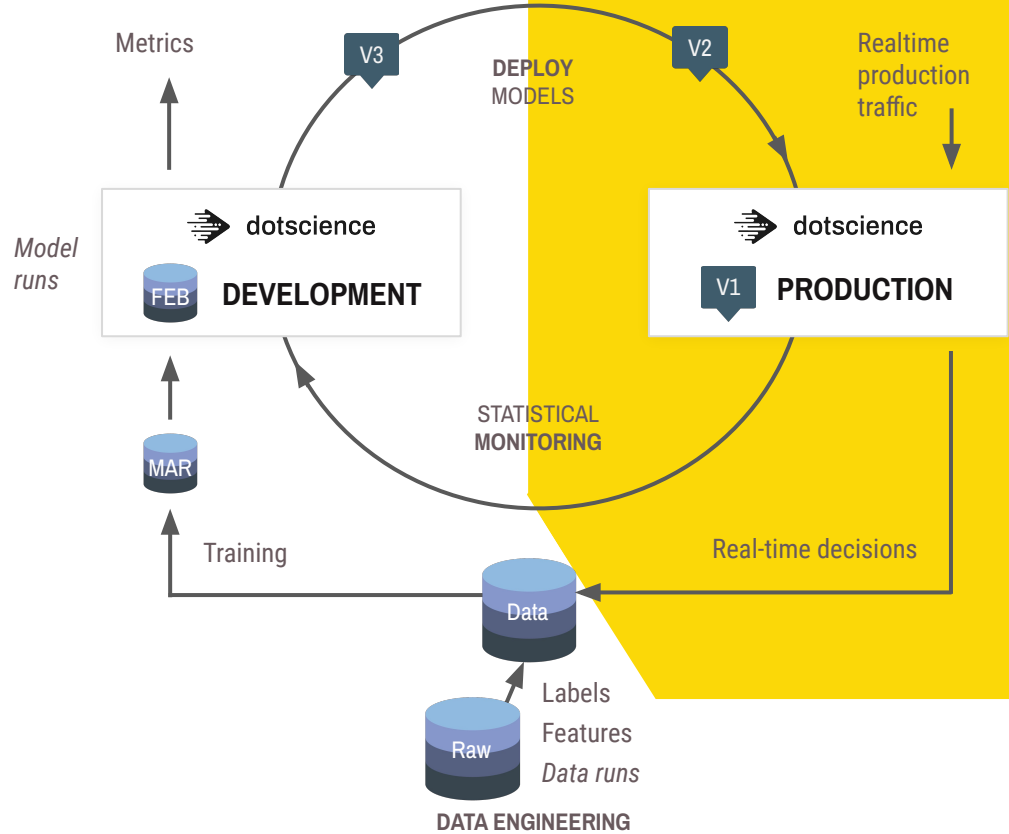 Metrics
V3
V2
DEPLOY
MODELS
Realtime
production
traffic
Model
runs
dotscience
FEB
DEVELOPMENT
dotscience
V1
PRODUCTION
STATISTICAL
MONITORING
MAR
Training
Real-time decisions
Data
Raw
Labels
Features
Data runs
DATA ENGINEERING